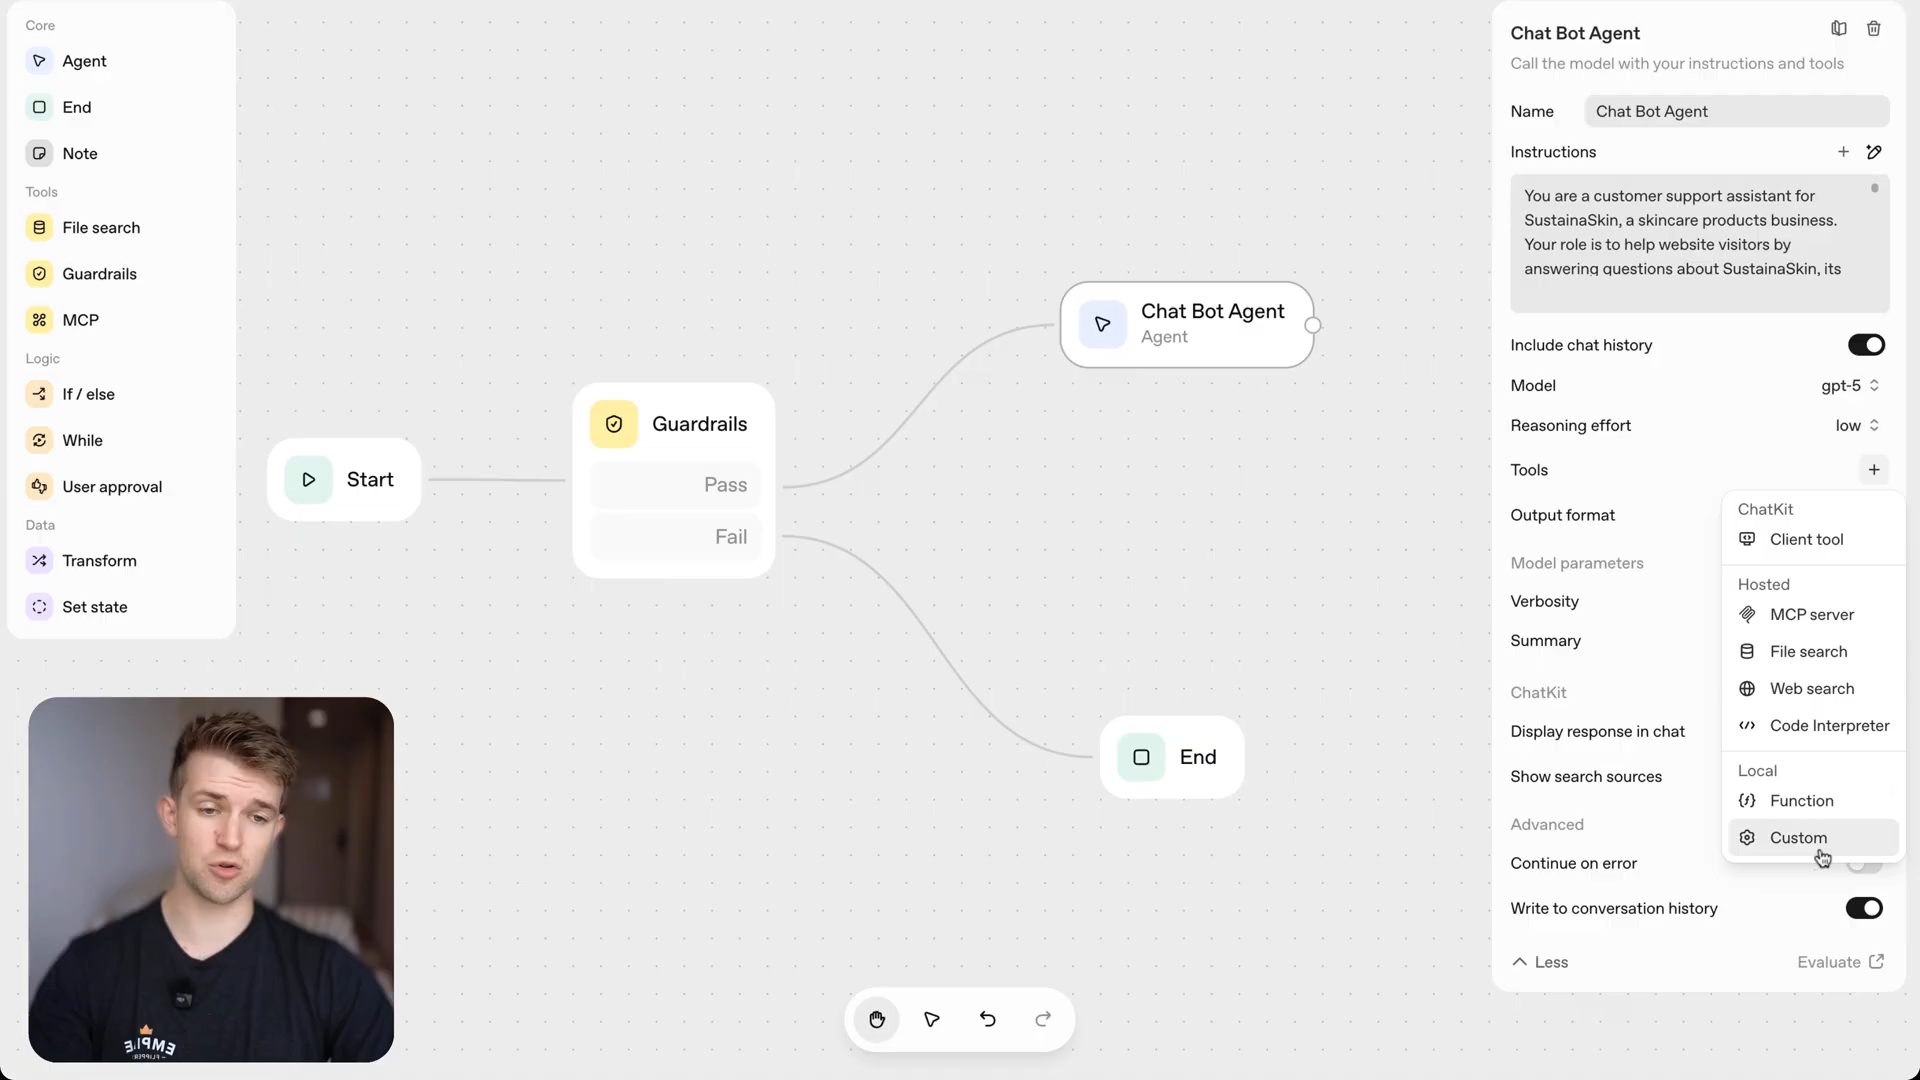 Core
Agent
End
Note
Tools
File search
Guardrails
MCP
Logic
If / else
While
User approval
Data
Transform
Set state
Start
Guardrails
Pass
Fail
Chat Bot Agent
Agent
End
Chat Bot Agent
Call the model with your instructions and tools
Name
Chat Bot Agent
Instructions
You are a customer support assistant for
SustainaSkin, a skincare products business.
Your role is to help website visitors by
answering questions about SustainaSkin, its
Include chat history
Model
gpt-5
Reasoning effort
low
Tools
Output format
Model parameters
Verbosity
Summary
ChatKit
Display response in chat
Show search sources
Advanced
Continue on error
Write to conversation history
Less
Evaluate
ChatKit
Client tool
Hosted
MCP server
File search
Web search
Code Interpreter
Local
Function
Custom